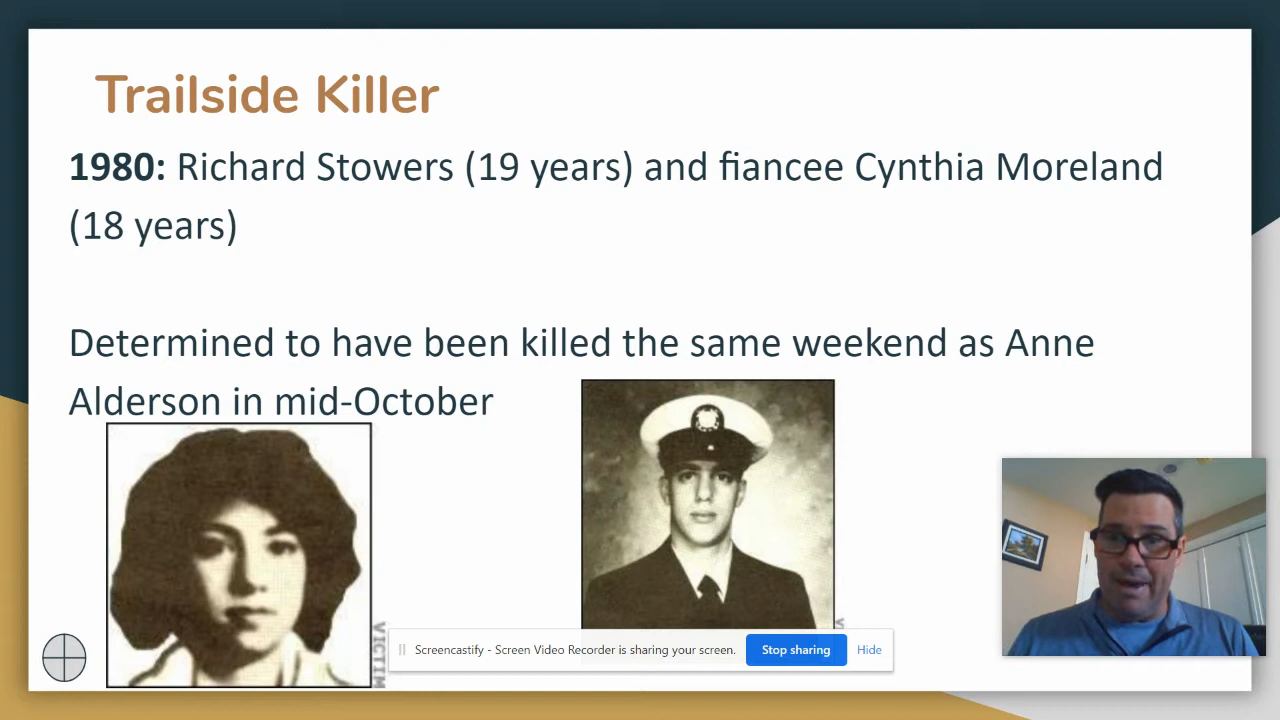 Trailside Killer
1980: Richard Stowers (19 years) and fiancee Cynthia Moreland
(18 years)
Determined to have been killed the same weekend as Anne
Alderson in mid-October
VICTIM
Screencastify - Screen Video Recorder is sharing your screen.
Stop sharing
Hide